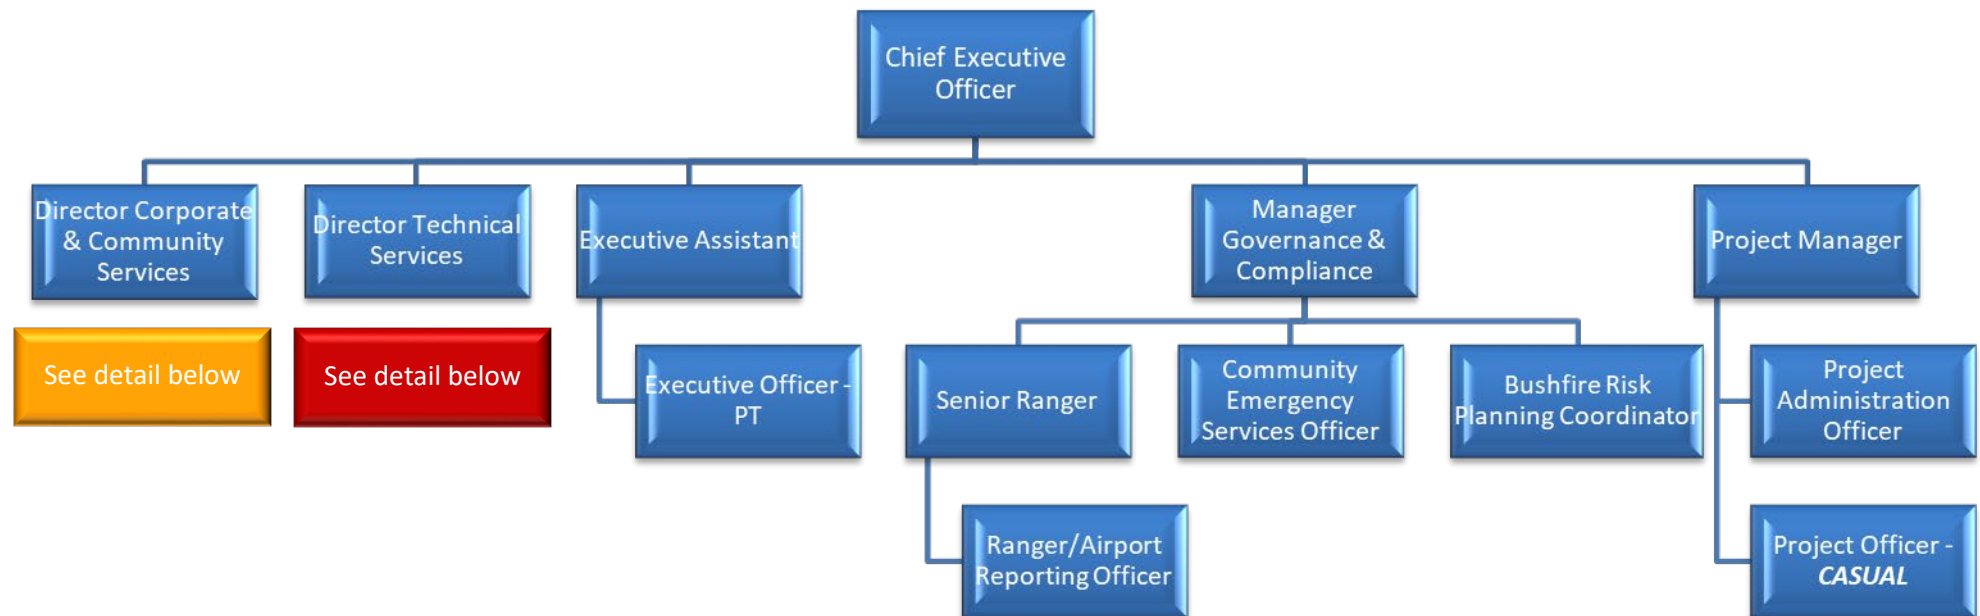 Chief Executive
Officer
Director Corporate
& Community
Services
Director Technical
Services
Executive Assistant
Manager
Governance &
Compliance
Project Manager
See detail below
See detail below
Executive Officer -
PT
Senior Ranger
Community
Emergency
Services Officer
Bushfire Risk
Planning Coordinator
Project
Administration
Officer
Ranger/Airport
Reporting Officer
Project Officer -
CASUAL